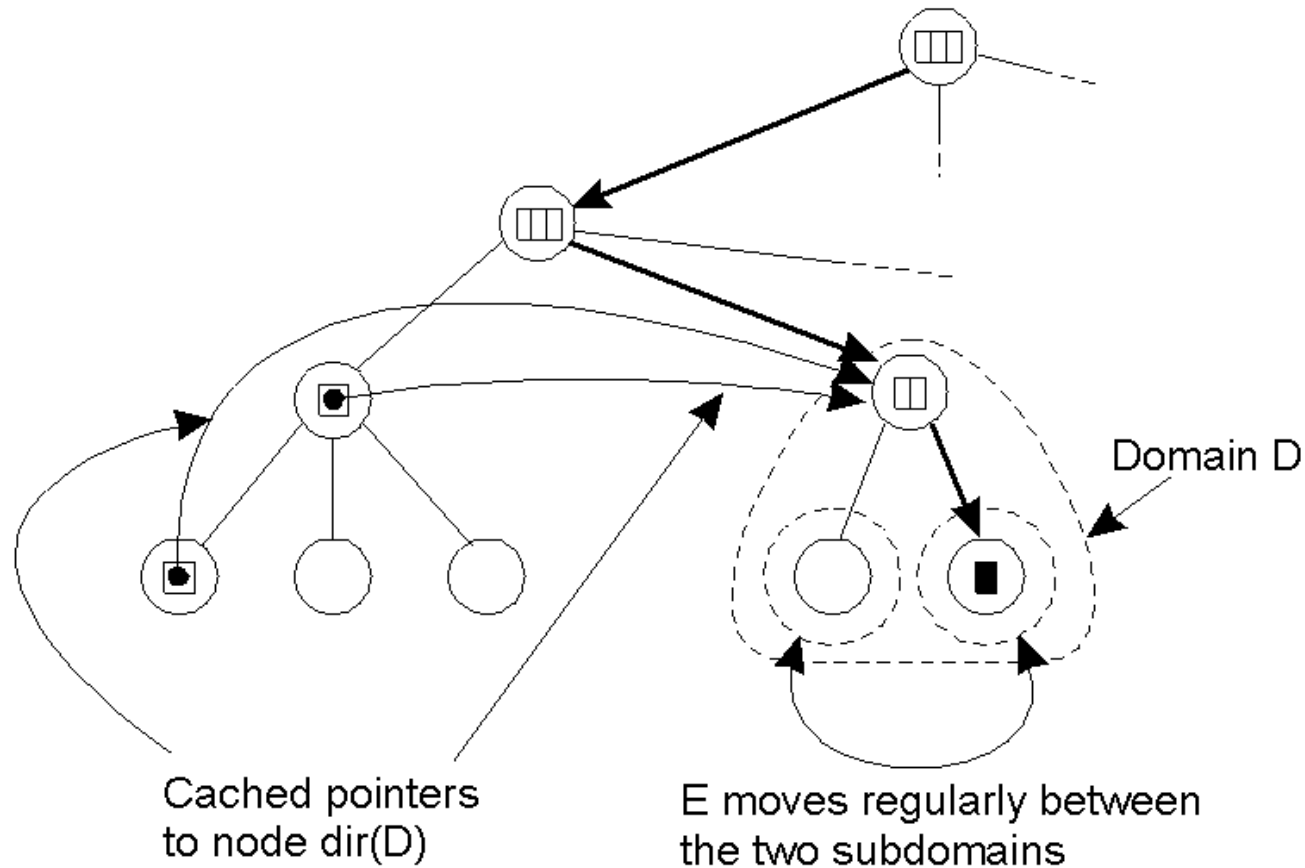 Domain D
Cached pointers
to node dir(D)
E moves regularly between
the two subdomains